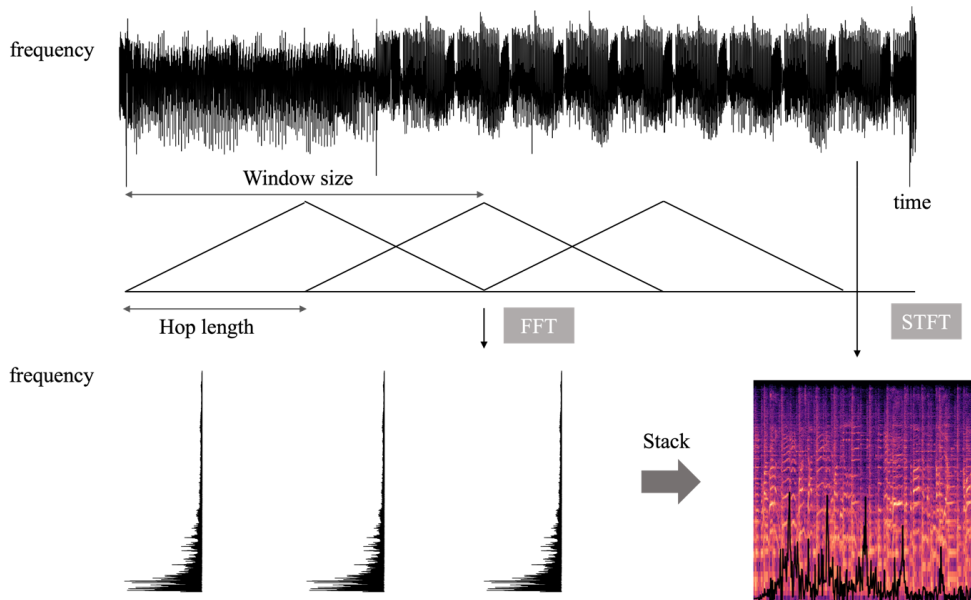 frequency
Window size
time
Hop length
FFT
STFT
frequency
Stack